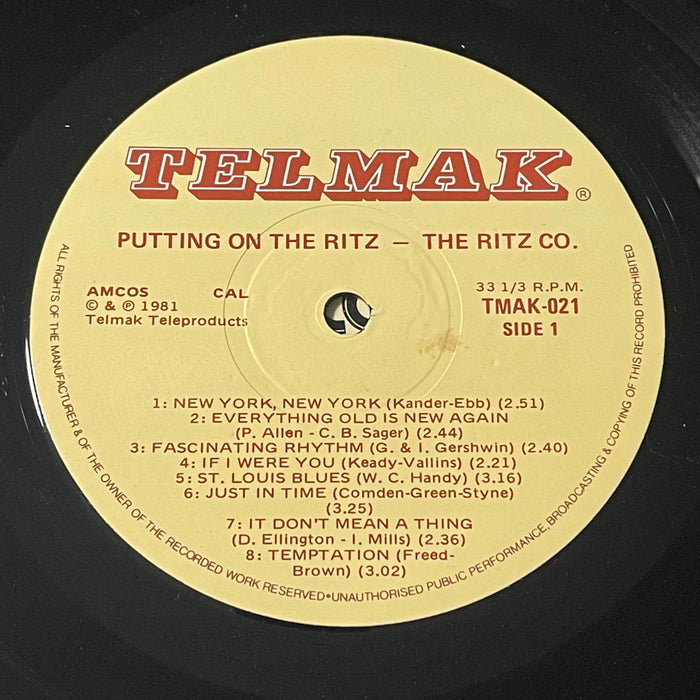 TELMAK ®
PUTTING ON THE RITZ — THE RITZ CO.
AMCOS CAL
© & ℗ 1981
Telmak Teleproducts
33 1/3 R.P.M.
TMAK-021
SIDE 1
1: NEW YORK, NEW YORK (Kander-Ebb) (2.51)
2: EVERYTHING OLD IS NEW AGAIN
(P. Allen - C. B. Sager) (2.44)
3: FASCINATING RHYTHM (G. & I. Gershwin) (2.40)
4: IF I WERE YOU (Keady-Vallins) (2.21)
5: ST. LOUIS BLUES (W. C. Handy) (3.16)
6: JUST IN TIME (Comden-Green-Styne)
(3.25)
7: IT DON'T MEAN A THING
(D. Ellington - I. Mills) (2.36)
8: TEMPTATION (Freed-
Brown) (3.02)
ALL RIGHTS OF THE MANUFACTURER & OF THE OWNER OF THE RECORDED WORK RESERVED•UNAUTHORISED PUBLIC PERFORMANCE, BROADCASTING & COPYING OF THIS RECORD PROHIBITED